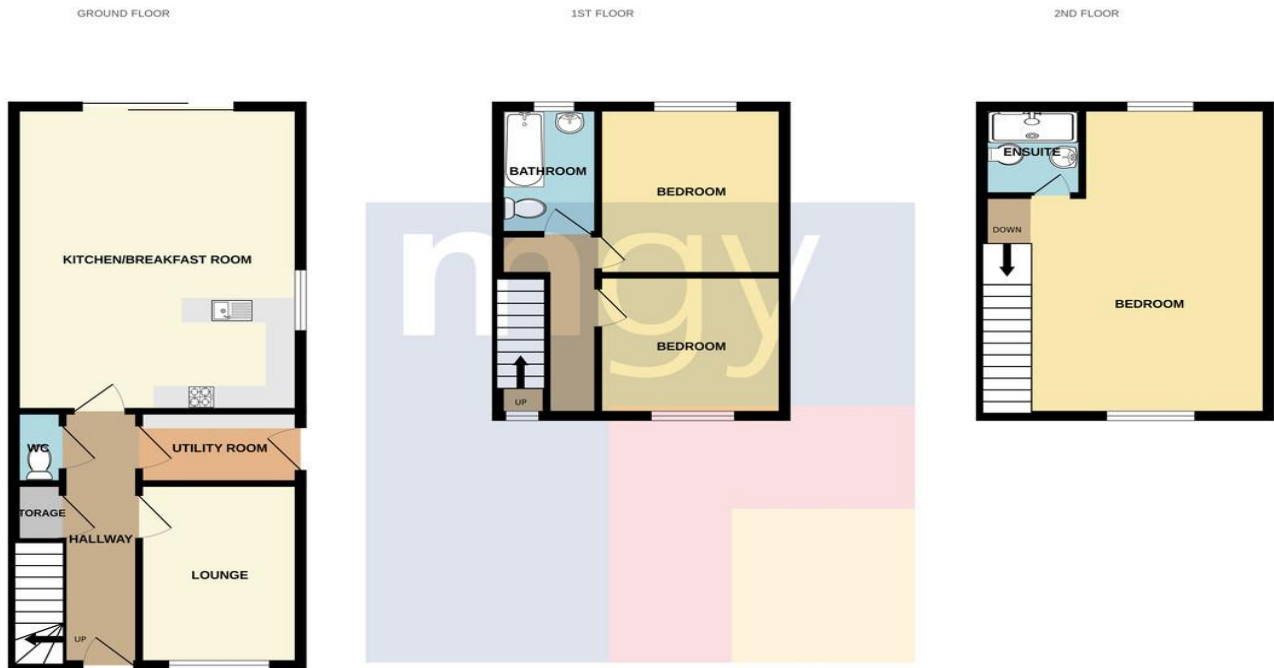 GROUND FLOOR
1ST FLOOR
2ND FLOOR
KITCHEN/BREAKFAST ROOM
WC
UTILITY ROOM
TORAGE
HALLWAY
LOUNGE
UP
BATHROOM
BEDROOM
BEDROOM
UP
mgy
ENSUITE
DOWN
BEDROOM